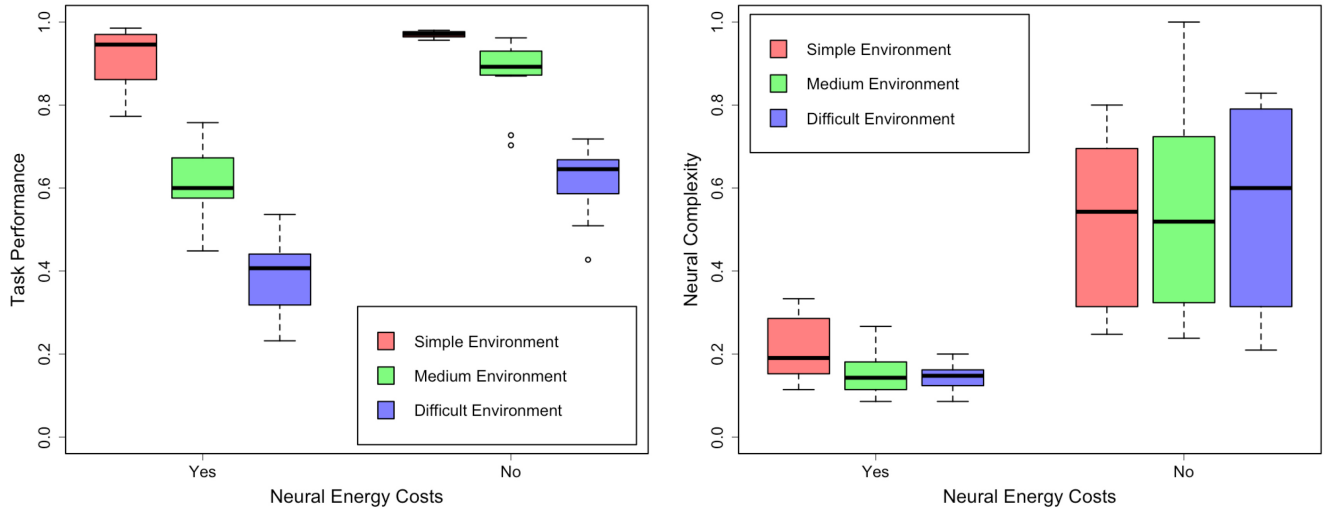 Task Performance
1.0
0.8
0.6
0.4
0.2
0.0
Simple Environment
Medium Environment
Difficult Environment
Yes
No
Neural Energy Costs
Neural Complexity
1.0
0.8
0.6
0.4
0.2
0.0
Simple Environment
Medium Environment
Difficult Environment
Yes
No
Neural Energy Costs